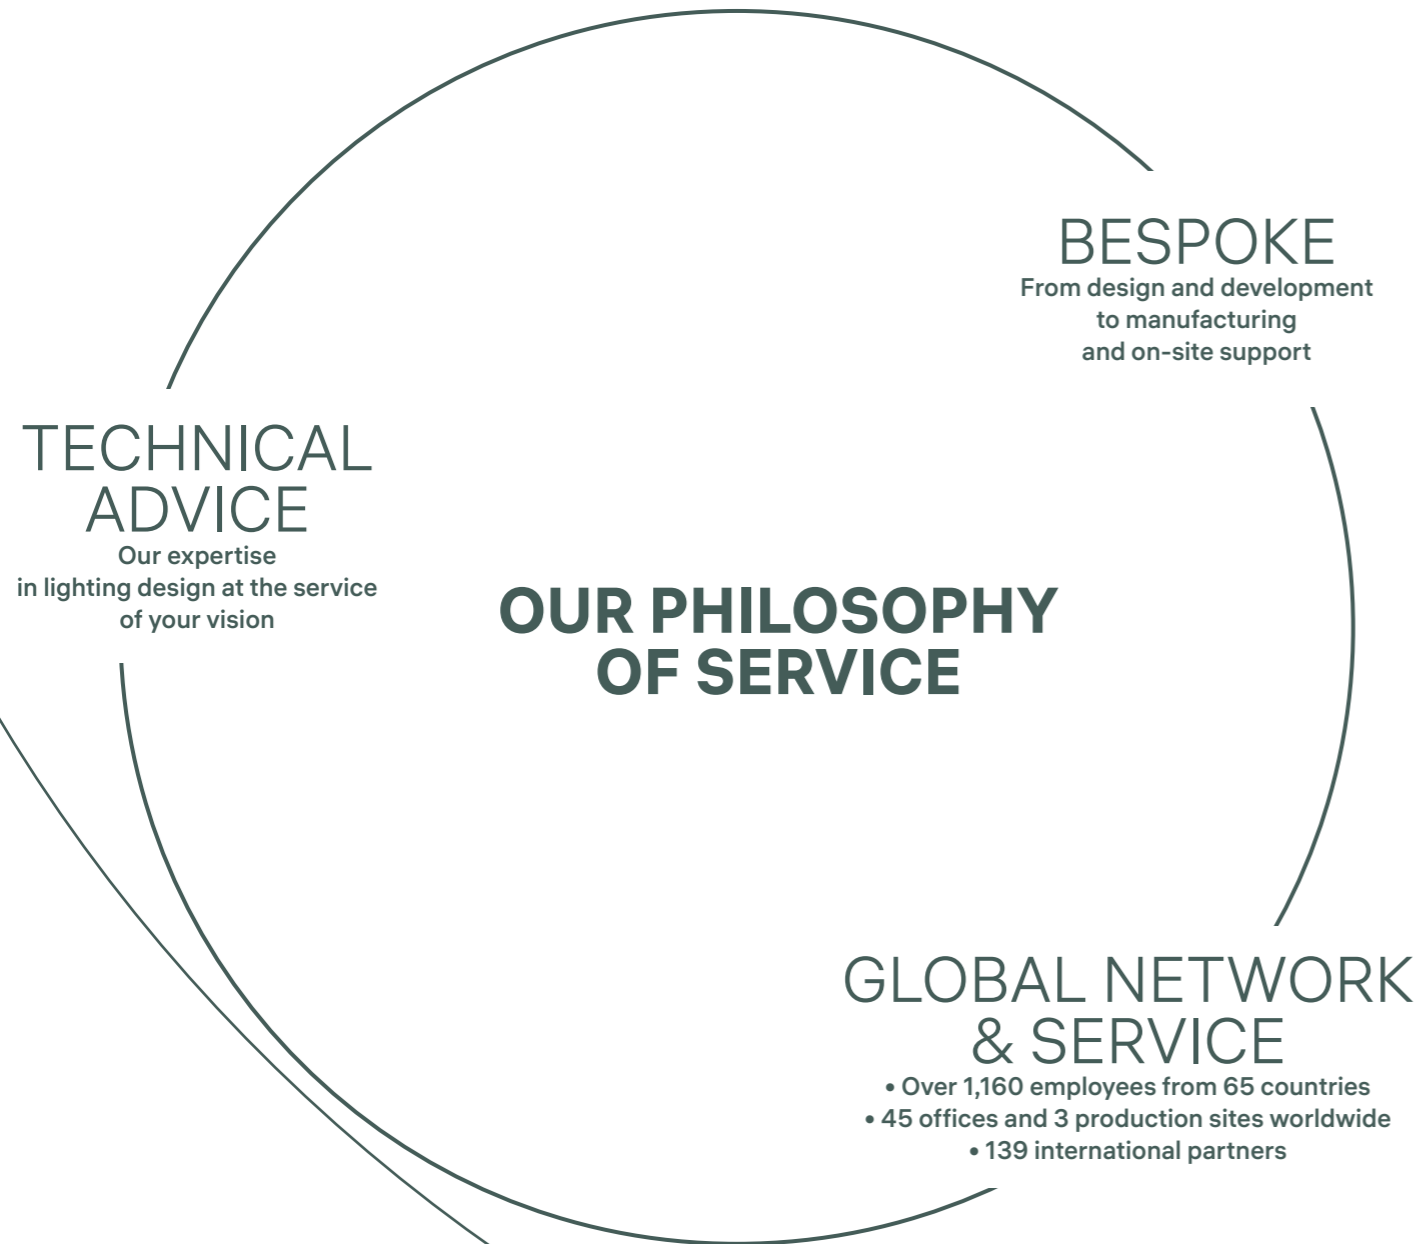 BESPOKE
From design and development
to manufacturing
and on-site support
TECHNICAL
ADVICE
Our expertise
in lighting design at the service
of your vision
OUR PHILOSOPHY
OF SERVICE
GLOBAL NETWORK
& SERVICE
• Over 1,160 employees from 65 countries
• 45 offices and 3 production sites worldwide
• 139 international partners